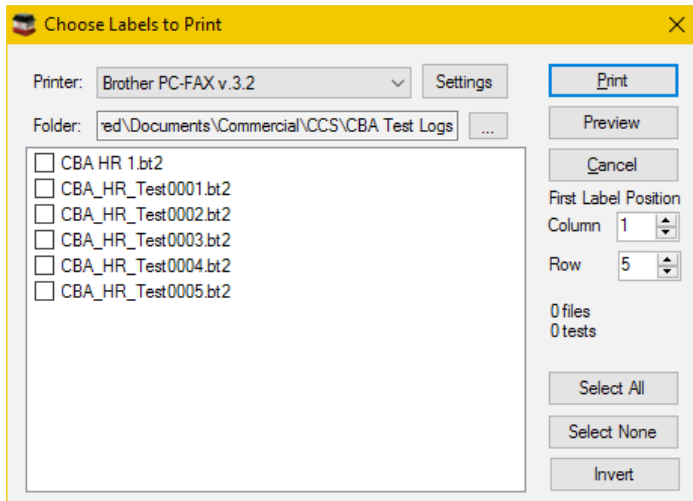 Choose Labels to Print
Printer: Brother PC-FAX v.3.2 Settings
Folder: red\Documents\Commercial\CCS\CBA Test Logs ...
CBA HR 1.bt2
CBA_HR_Test0001.bt2
CBA_HR_Test0002.bt2
CBA_HR_Test0003.bt2
CBA_HR_Test0004.bt2
CBA_HR_Test0005.bt2
Print
Preview
Cancel
First Label Position
Column 1
Row 5
0 files
0 tests
Select All
Select None
Invert